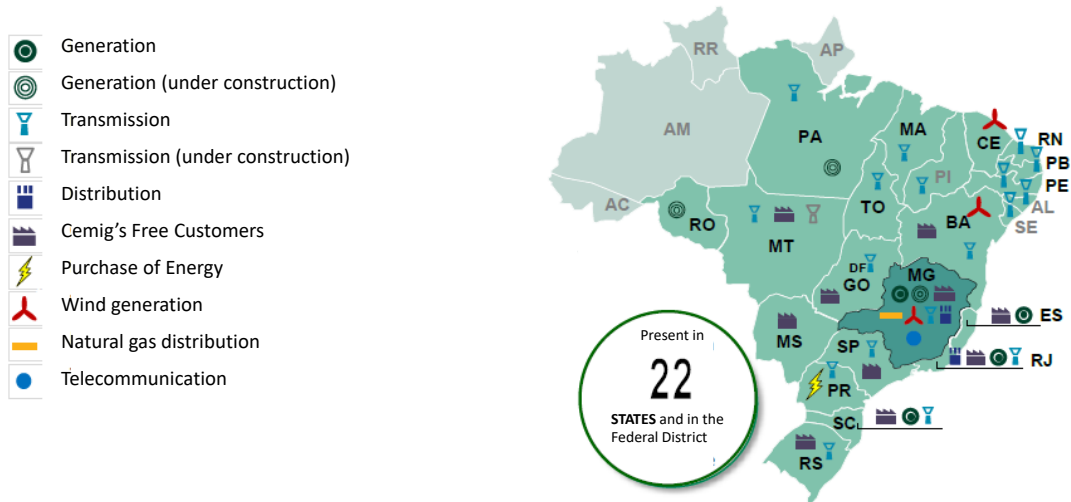 Generation
Generation (under construction)
Transmission
Transmission (under construction)
Distribution
Cemig's Free Customers
Purchase of Energy
Wind generation
Natural gas distribution
Telecommunication
RR
AP
AM
PA
MA
CE
RN
PB
PE
AL
SE
PI
AC
RO
TO
BA
MT
DF
GO
MG
ES
MS
SP
RJ
PR
SC
RS
Present in
22
STATES and in the
Federal District